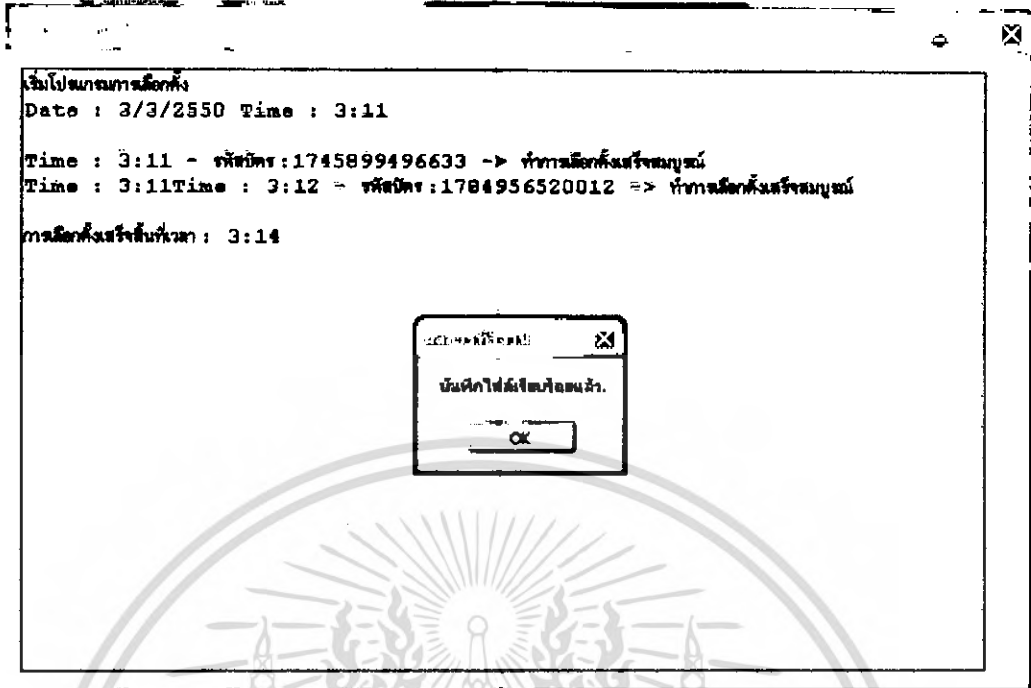 เริ่มโปรแกรมการเลือกตั้ง
Date : 3/3/2550 Time : 3:11
Time : 3:11 - รหัสบัตร :1745899496633 -> ทำการเลือกตั้งเสร็จสมบูรณ์
Time : 3:11Time : 3:12 - รหัสบัตร :1784956520012 => ทำการเลือกตั้งเสร็จสมบูรณ์
การเลือกตั้งเสร็จสิ้นที่เวลา : 3:14
บันทึกไฟล์เรียบร้อยแล้ว.
OK